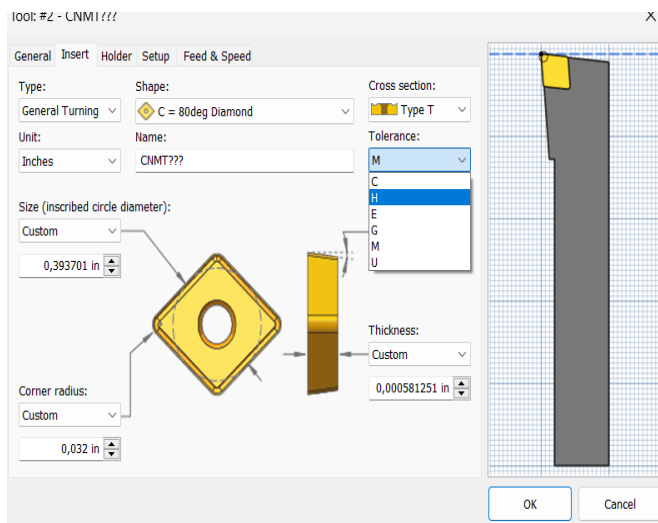 Tool: #2 - CNMT???
X
General Insert Holder Setup Feed & Speed
Type:
General Turning
Shape:
C = 80deg Diamond
Cross section:
Type T
Unit:
Inches
Name:
CNMT???
Tolerance:
M
C
H
E
G
M
U
Size (inscribed circle diameter):
Custom
0,393701 in
Thickness:
Custom
0,000581251 in
Corner radius:
Custom
0,032 in
OK
Cancel